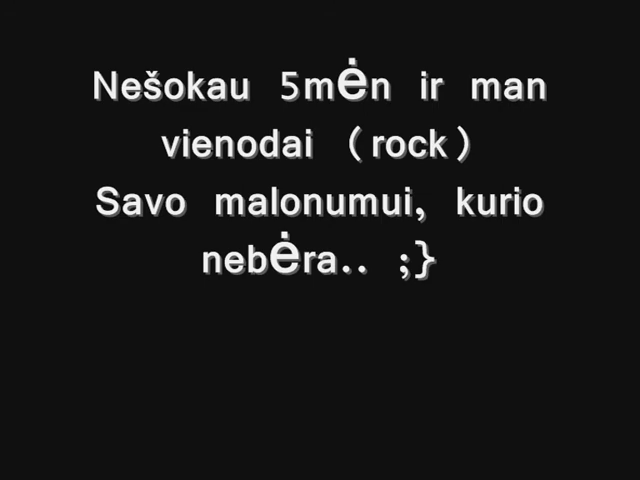 Nešokau 5mėn ir man
vienodai (rock)
Savo malonumui, kurio
nebėra.. ;}